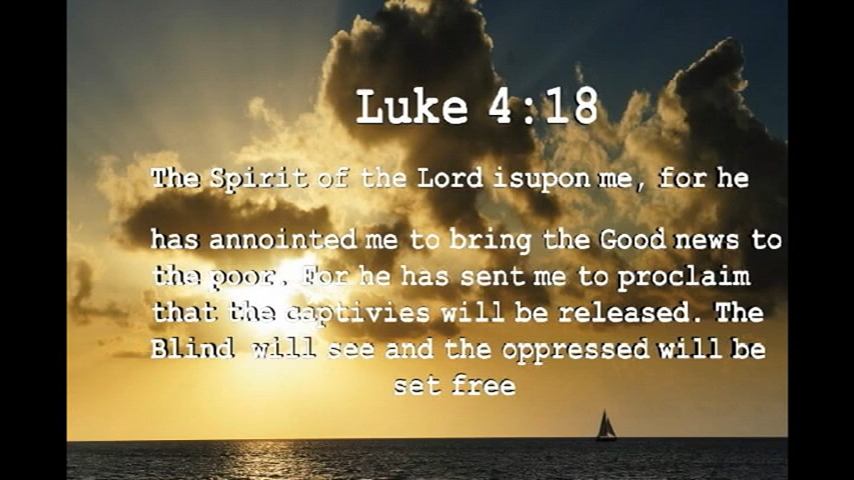 Luke 4:18
The Spirit of the Lord isupon me, for he
has annointed me to bring the Good news to
the poor. For he has sent me to proclaim
that the captivies will be released. The
Blind will see and the oppressed will be
set free